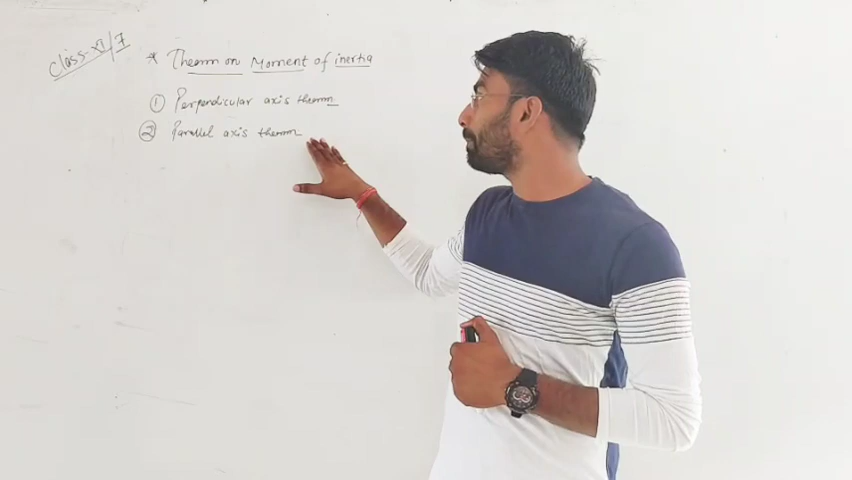 Class-XI/7
* Theorm on Moment of inertia
① Perpendicular axis theorm
② Parallel axis theorm